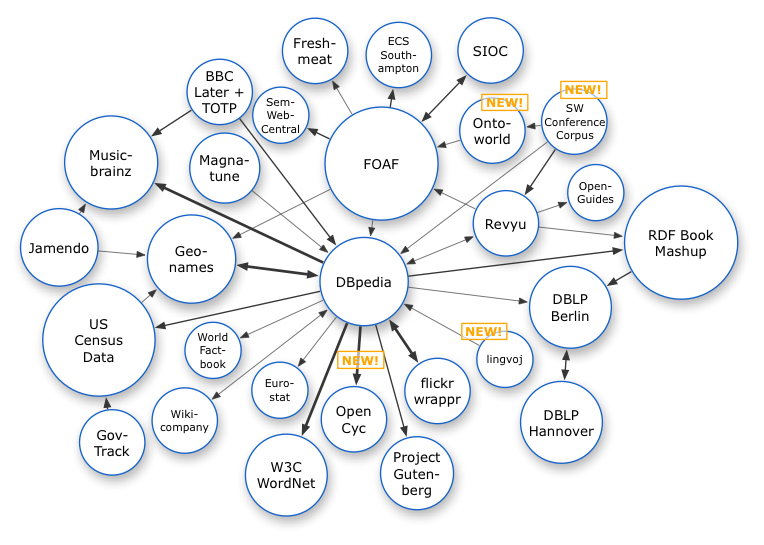 Fresh-
meat
ECS
South-
ampton
SIOC
BBC
Later +
TOTP
Sem-
Web-
Central
NEW!
Onto-
world
NEW!
SW
Conference
Corpus
Music-
brainz
Magna-
tune
FOAF
Open-
Guides
Revyu
RDF Book
Mashup
Jamendo
Geo-
names
DBpedia
DBLP
Berlin
US
Census
Data
World
Fact-
book
NEW!
NEW!
lingvoj
Euro-
stat
flickr
wrappr
Wiki-
company
Open
Cyc
DBLP
Hannover
Gov-
Track
W3C
WordNet
Project
Guten-
berg